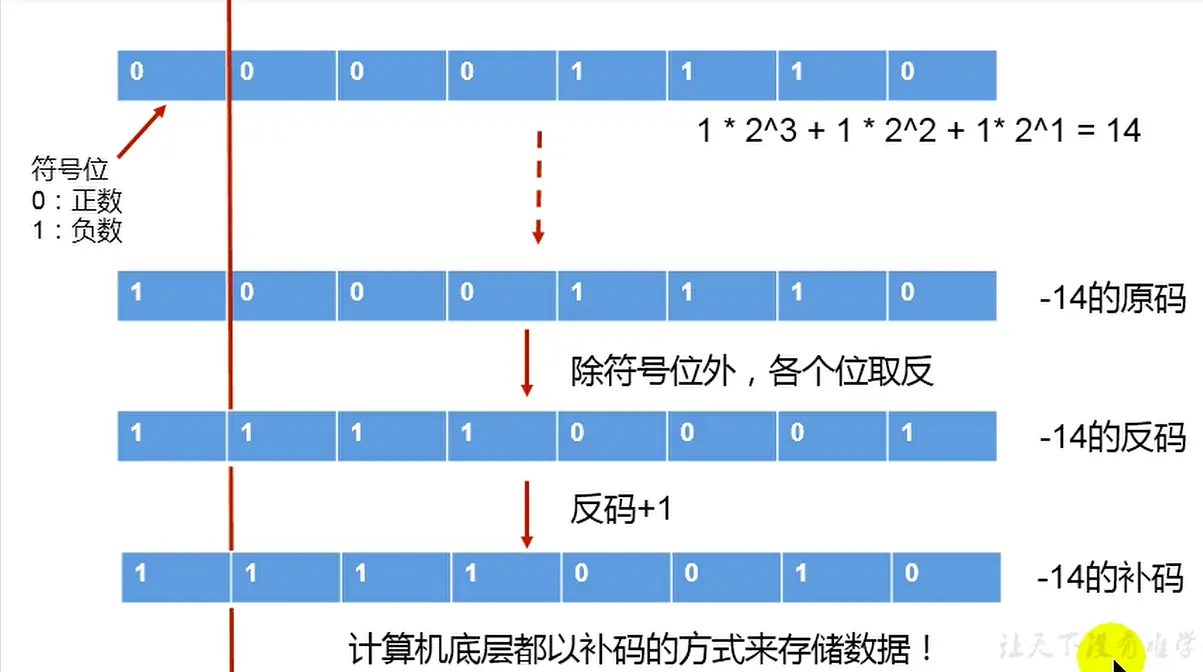 0 0 0 0 1 1 1 0
1 * 2^3 + 1 * 2^2 + 1* 2^1 = 14
符号位
0：正数
1：负数
1 0 0 0 1 1 1 0 -14的原码
除符号位外，各个位取反
1 1 1 1 0 0 0 1 -14的反码
反码+1
1 1 1 1 0 0 1 0 -14的补码
计算机底层都以补码的方式来存储数据！
让天下没有难学